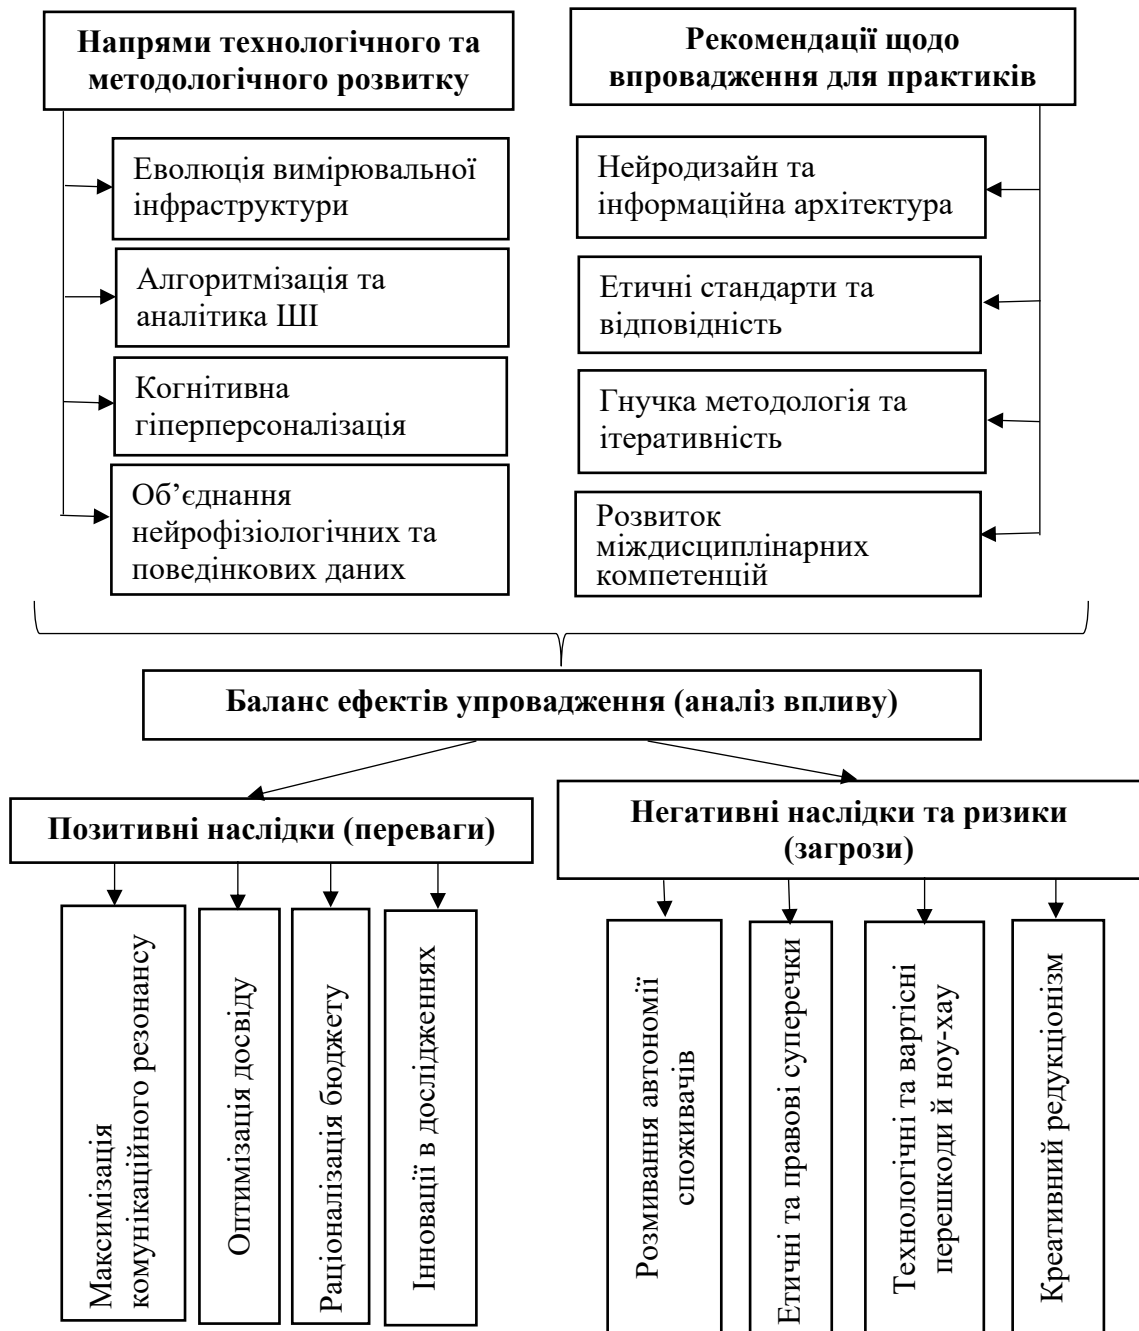 Напрями технологічного та
методологічного розвитку
Еволюція вимірювальної
інфраструктури
Алгоритмізація та
аналітика ШІ
Когнітивна
гіперперсоналізація
Об’єднання
нейрофізіологічних та
поведінкових даних
Рекомендації щодо
впровадження для практиків
Нейродизайн та
інформаційна архітектура
Етичні стандарти та
відповідність
Гнучка методологія та
ітеративність
Розвиток
міждисциплінарних
компетенцій
Баланс ефектів упровадження (аналіз впливу)
Позитивні наслідки (переваги)
Максимізація
комунікаційного резонансу
Оптимізація досвіду
Раціоналізація бюджету
Інновації в дослідженнях
Негативні наслідки та ризики
(загрози)
Розмивання автономії
споживачів
Етичні та правові суперечки
Технологічні та вартісні
перешкоди й ноу-хау
Креативний редукціонізм